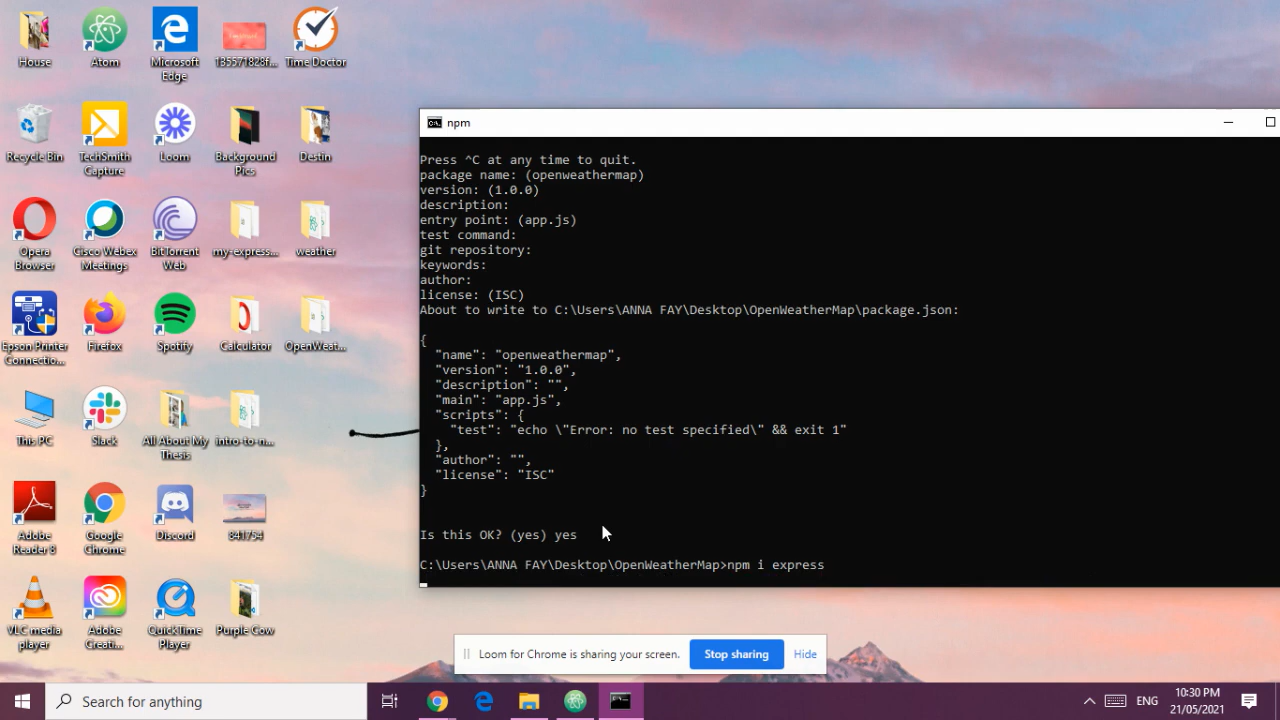 House
Atom
Microsoft
Edge
135571828f...
Time Doctor
Recycle Bin
TechSmith
Capture
Loom
Background
Pics
Destin
Opera
Browser
Cisco Webex
Meetings
BitTorrent
Web
my-express...
weather
Epson Printer
Connectio...
Firefox
Spotify
Calculator
OpenWeat...
This PC
Slack
All About My
Thesis
intro-to-n...
Adobe
Reader 8
Google
Chrome
Discord
841754
VLC media
player
Adobe
Creati...
QuickTime
Player
Purple Cow
npm
Press ^C at any time to quit.
package name: (openweathermap)
version: (1.0.0)
description:
entry point: (app.js)
test command:
git repository:
keywords:
author:
license: (ISC)
About to write to C:\Users\ANNA FAY\Desktop\OpenWeatherMap\package.json:
{
"name": "openweathermap",
"version": "1.0.0",
"description": "",
"main": "app.js",
"scripts": {
"test": "echo \"Error: no test specified\" && exit 1"
},
"author": "",
"license": "ISC"
}
Is this OK? (yes) yes
C:\Users\ANNA FAY\Desktop\OpenWeatherMap>npm i express
Loom for Chrome is sharing your screen. Stop sharing Hide
Search for anything
ENG
10:30 PM
21/05/2021